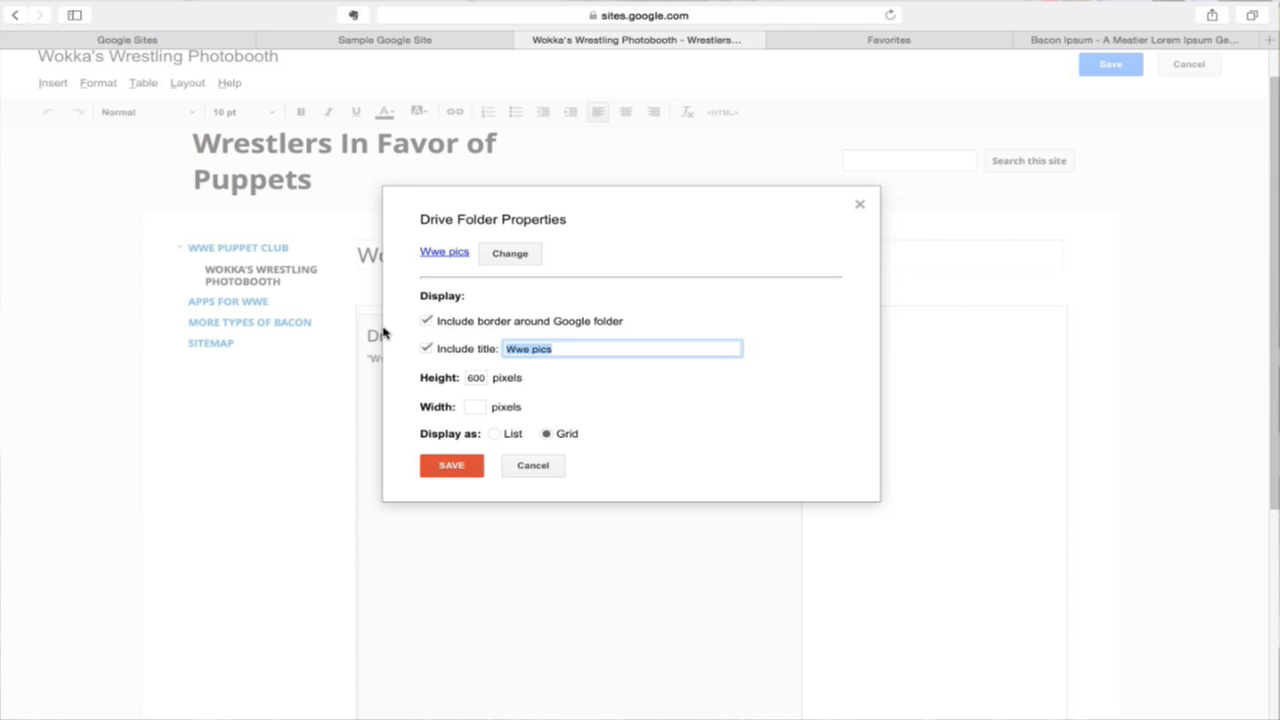 sites.google.com
Google Sites
Sample Google Site
Wokka's Wrestling Photobooth - Wrestlers...
Favorites
Bacon Ipsum - A Meatier Lorem Ipsum Ge...
Wokka's Wrestling Photobooth
Save
Cancel
Insert Format Table Layout Help
Normal
10 pt
B I U A A <HTML>
Wrestlers In Favor of
Puppets
Search this site
WWE PUPPET CLUB
WOKKA'S WRESTLING
PHOTOBOOTH
APPS FOR WWE
MORE TYPES OF BACON
SITEMAP
Wo
Dr
"W
Drive Folder Properties
Wwe pics
Change
Display:
Include border around Google folder
Include title: Wwe pics
Height: 600 pixels
Width: pixels
Display as: List Grid
SAVE
Cancel